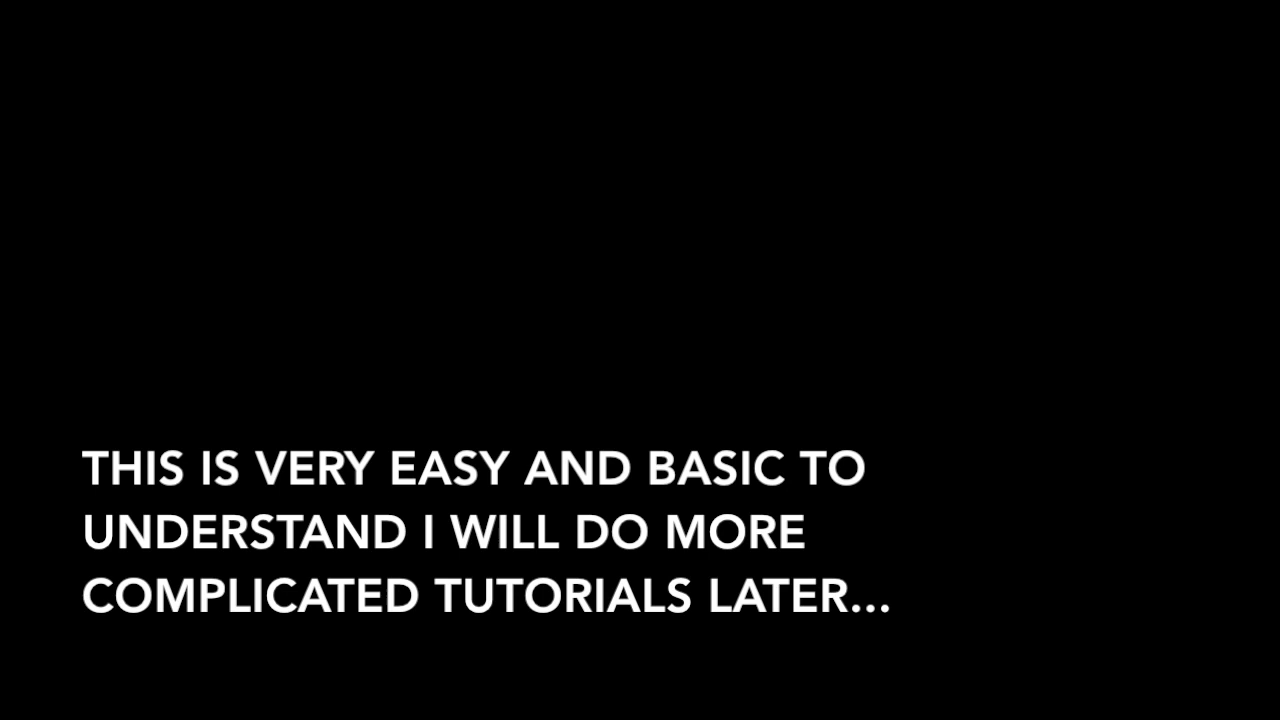 THIS IS VERY EASY AND BASIC TO
UNDERSTAND I WILL DO MORE
COMPLICATED TUTORIALS LATER...